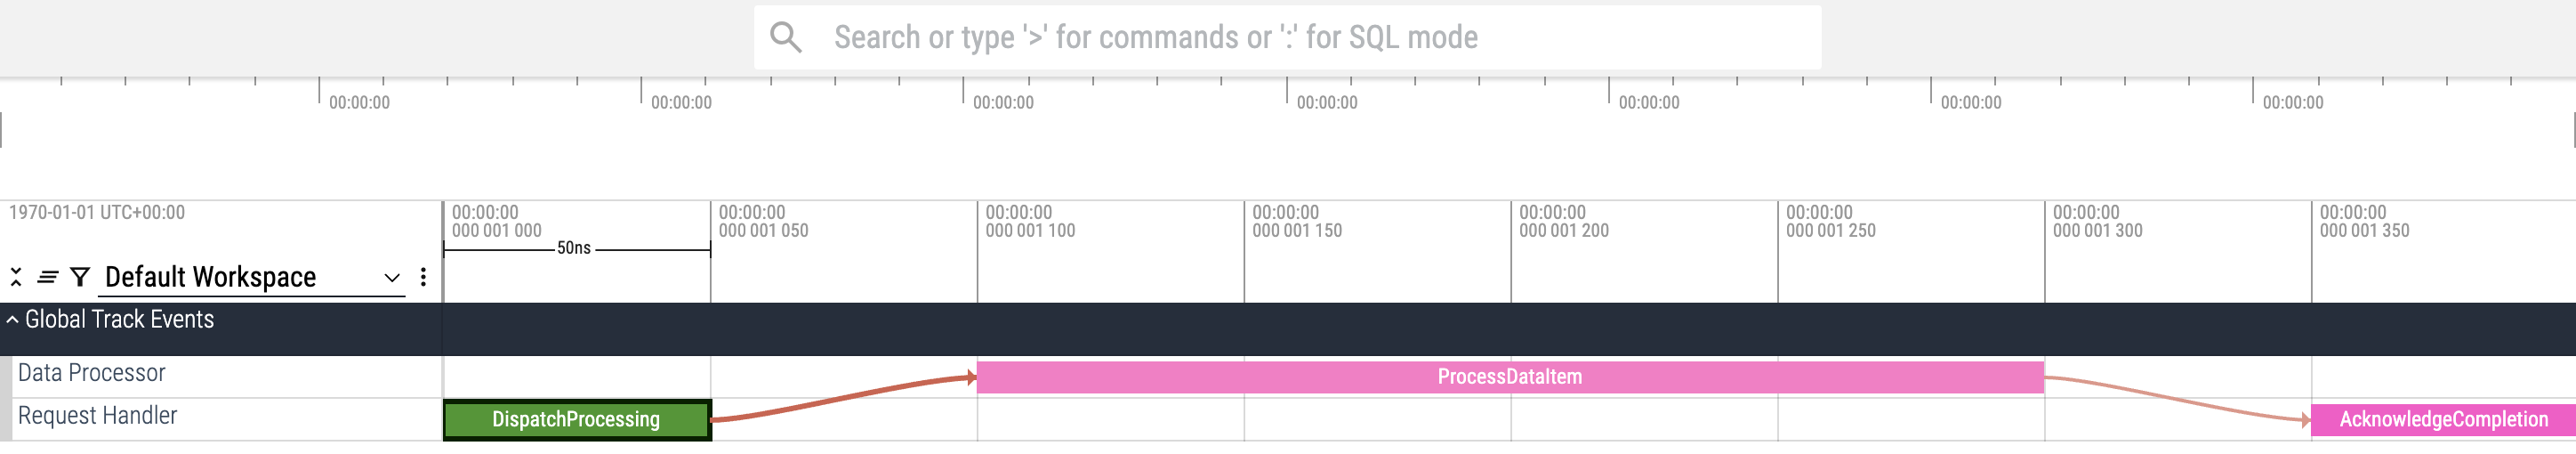 Search or type '>' for commands or ':' for SQL mode
00:00:00 00:00:00 00:00:00 00:00:00 00:00:00 00:00:00 00:00:00
1970-01-01 UTC+00:00 00:00:00 00:00:00 00:00:00 00:00:00 00:00:00 00:00:00 00:00:00 00:00:00
000 001 000 000 001 050 000 001 100 000 001 150 000 001 200 000 001 250 000 001 300 000 001 350
50ns
Default Workspace
Global Track Events
Data Processor ProcessDataItem
Request Handler DispatchProcessing AcknowledgeCompletion